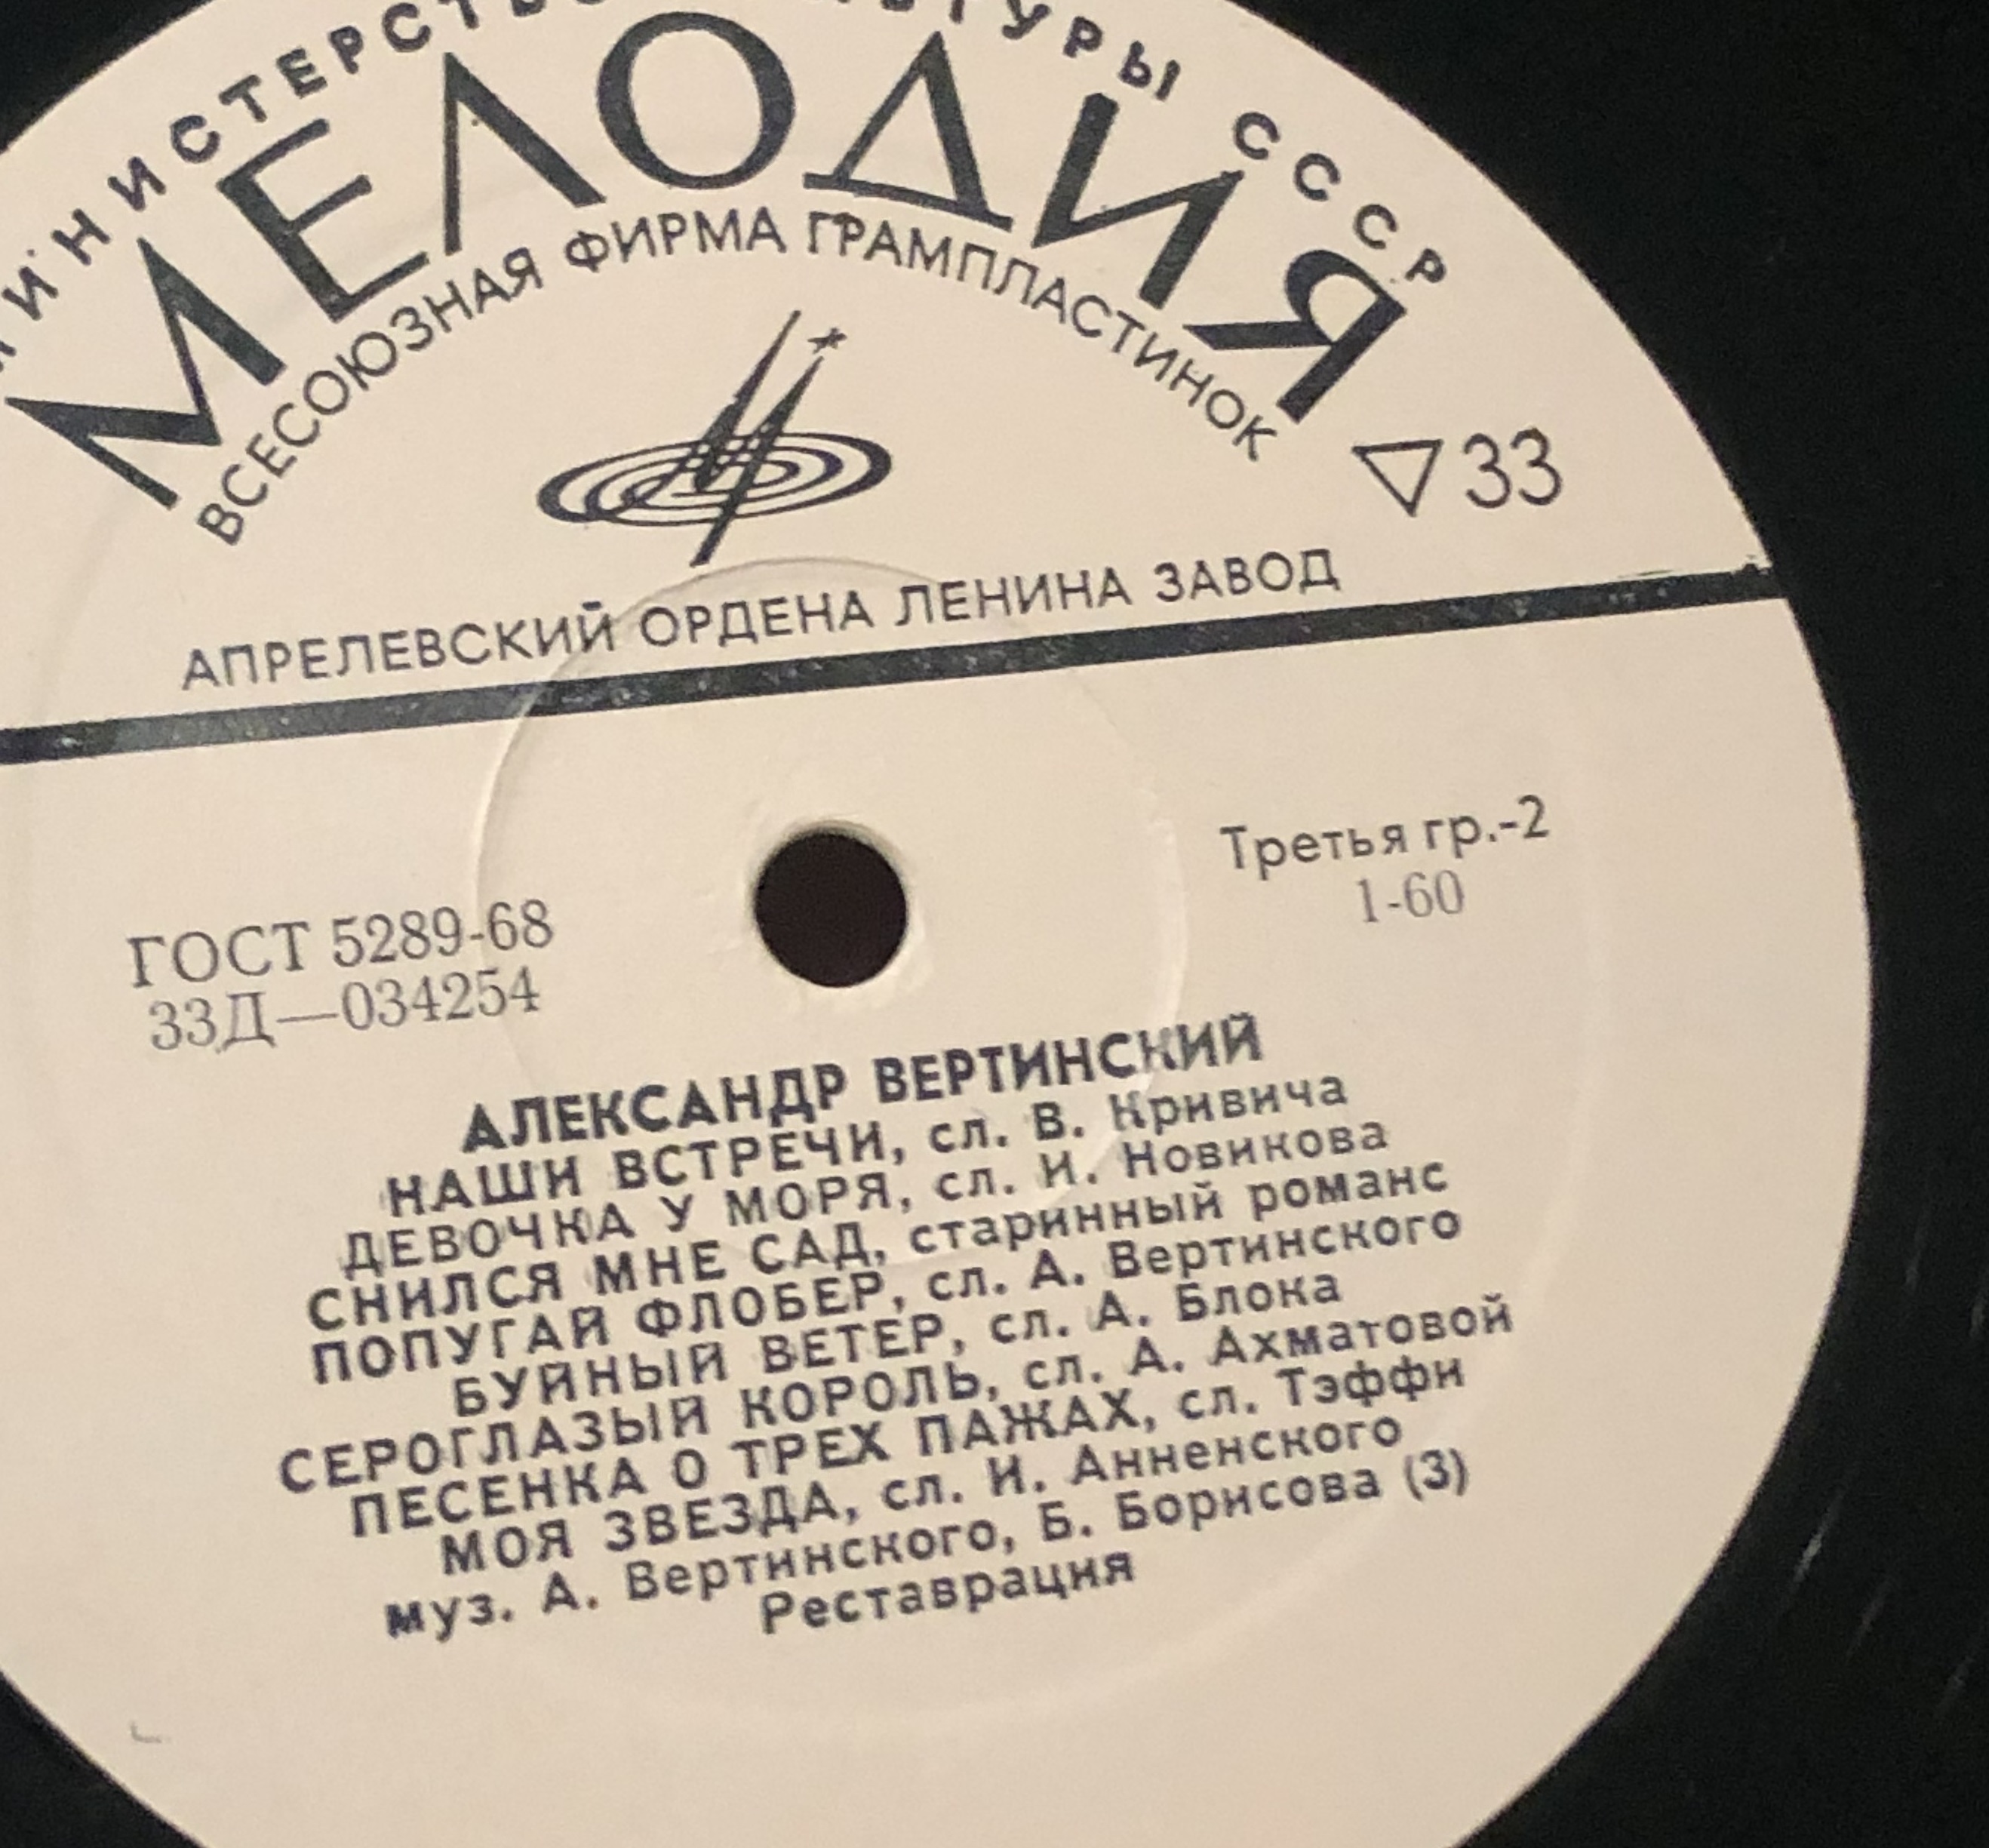 МЕЛОДИЯ
ВСЕСОЮЗНАЯ ФИРМА ГРАМПЛАСТИНОК
▽33
СССР
АПРЕЛЕВСКИЙ ОРДЕНА ЛЕНИНА ЗАВОД
Третья гр.-2
1-60
ГОСТ 5289-68
33Д—034254
АЛЕКСАНДР ВЕРТИНСКИЙ
НАШИ ВСТРЕЧИ, сл. В. Кривича
ДЕВОЧКА У МОРЯ, сл. И. Новикова
СНИЛСЯ МНЕ САД, старинный романс
ПОПУГАЙ ФЛОБЕР, сл. А. Вертинского
БУЙНЫЙ ВЕТЕР, сл. А. Блока
СЕРОГЛАЗЫЙ КОРОЛЬ, сл. А. Ахматовой
ПЕСЕНКА О ТРЕХ ПАЖАХ, сл. Тэффи
МОЯ ЗВЕЗДА, сл. И. Анненского
муз. А. Вертинского, Б. Борисова (3)
Реставрация